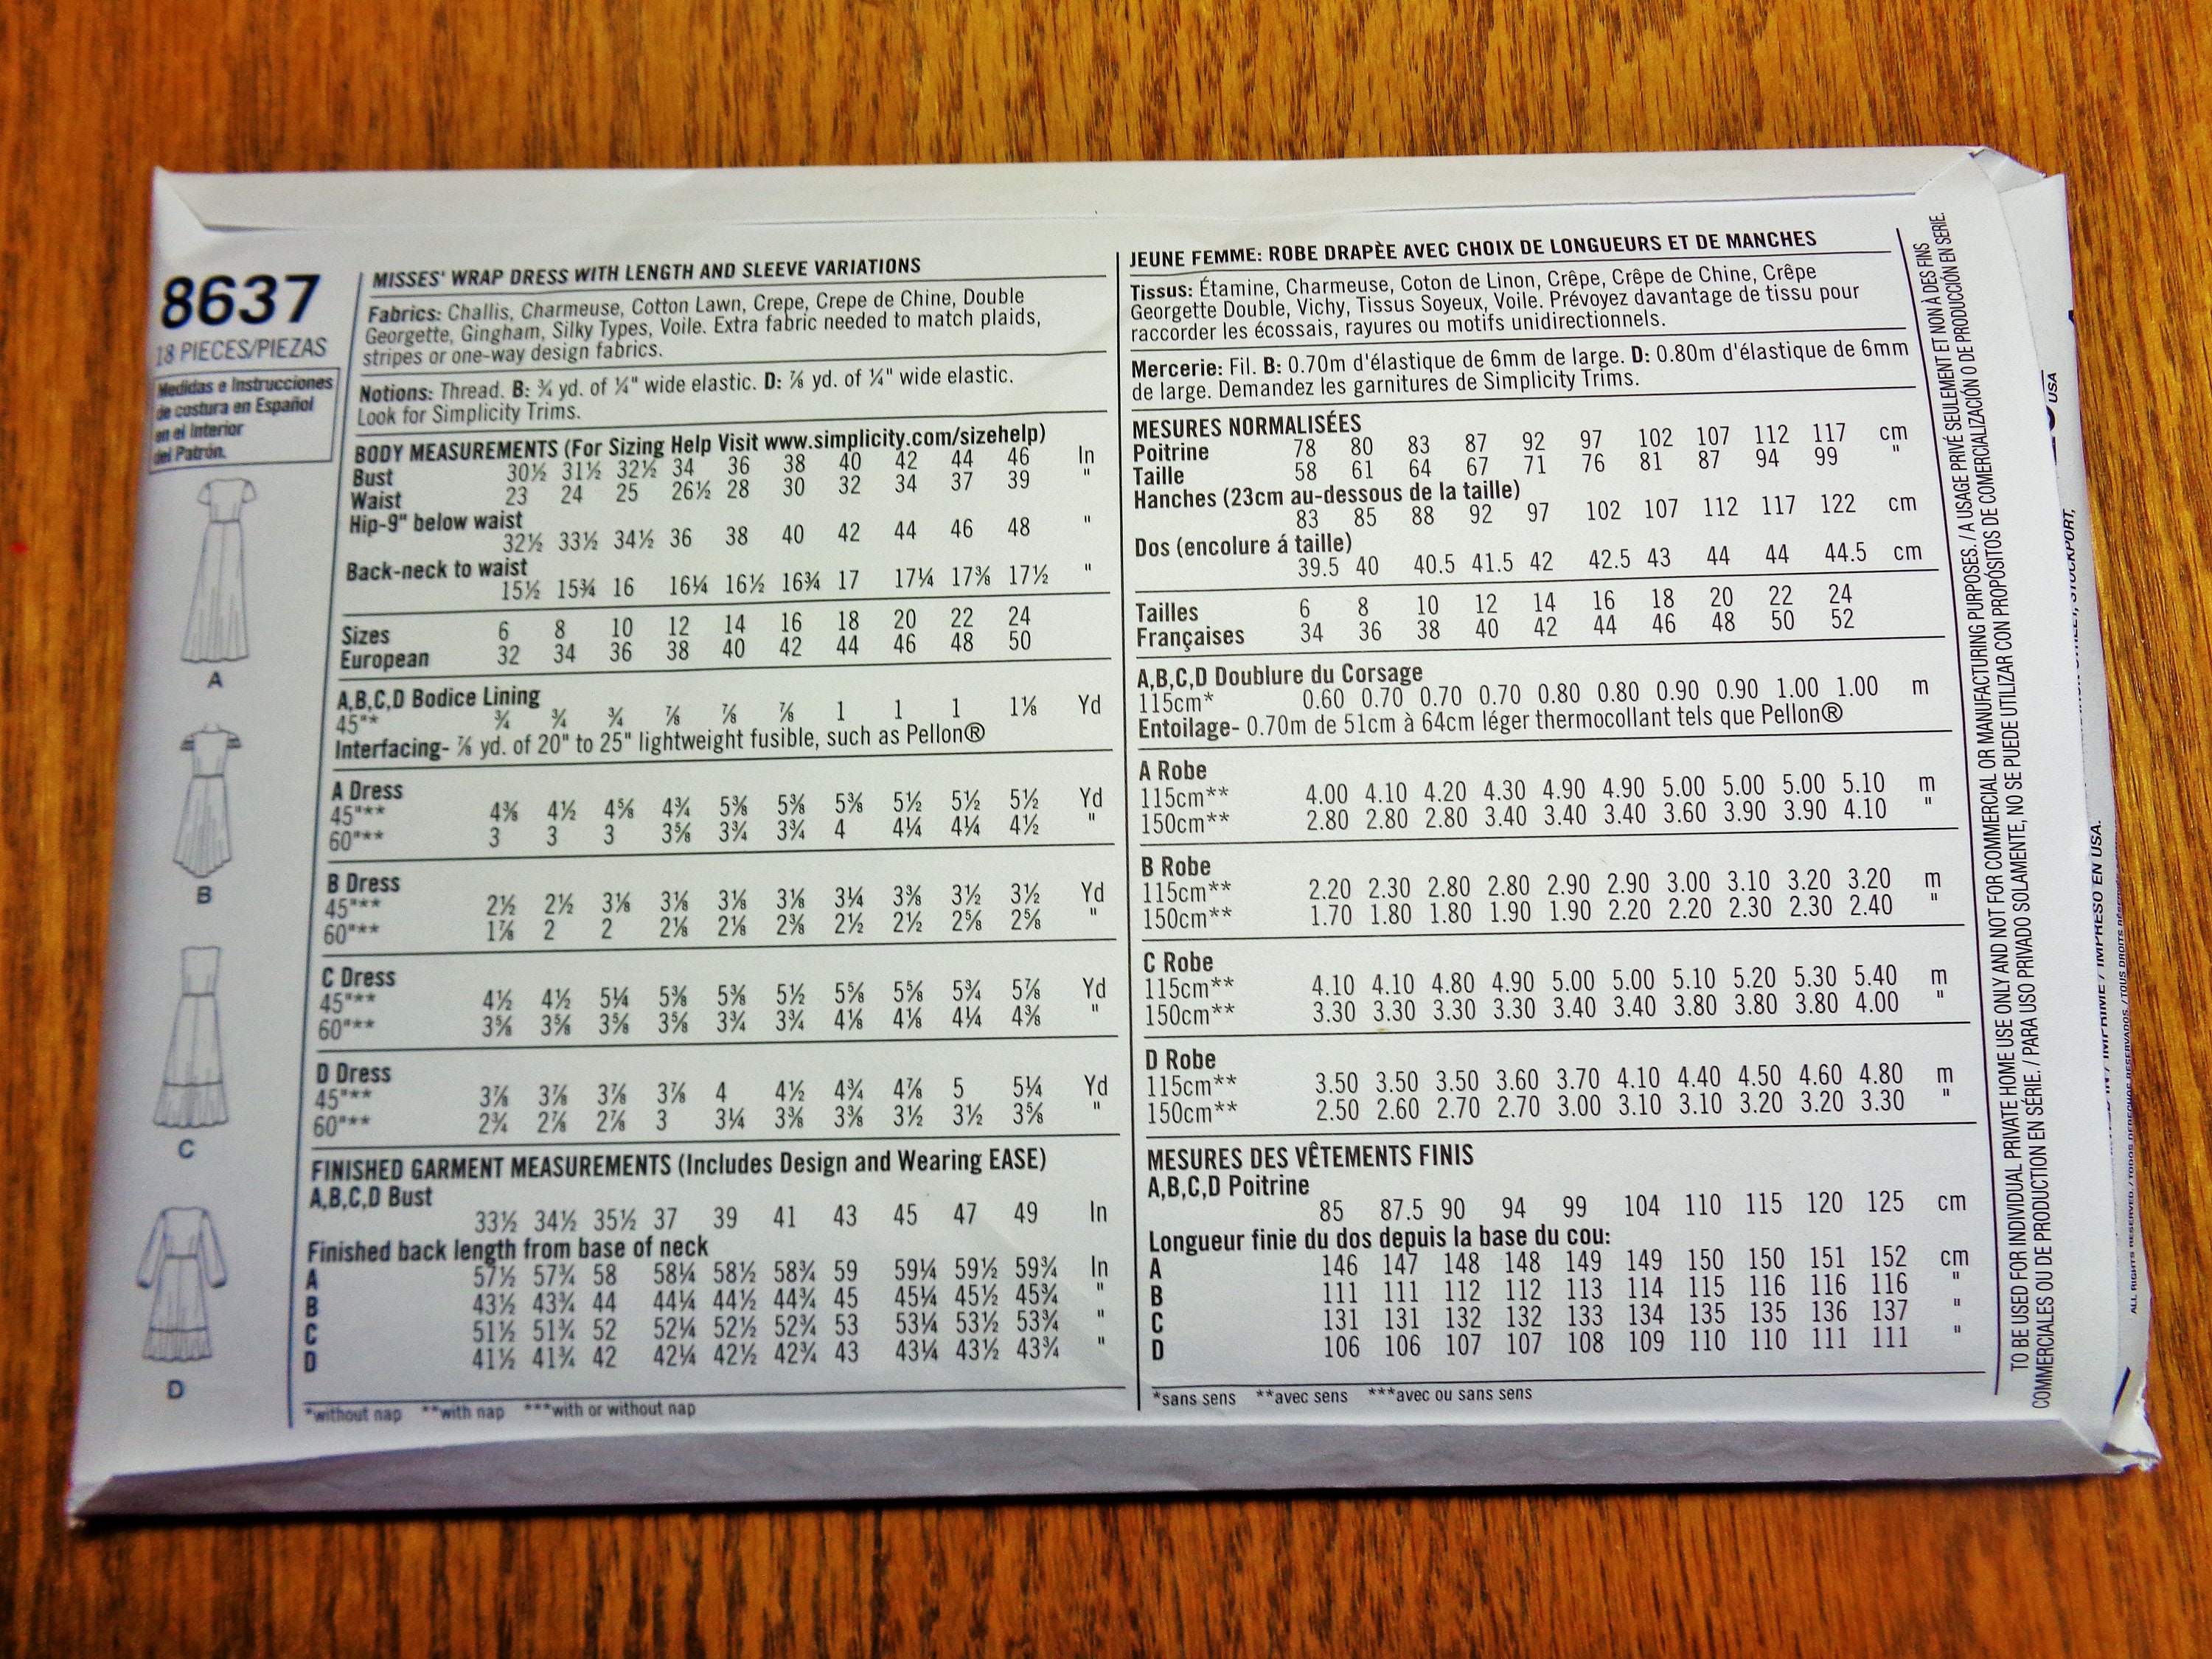 8637
18 PIECES/PIEZAS
Medidas e Instrucciones
de costura en Español
en el Interior
del Patrón.
A
B
C
D
MISSES' WRAP DRESS WITH LENGTH AND SLEEVE VARIATIONS
Fabrics: Challis, Charmeuse, Cotton Lawn, Crepe, Crepe de Chine, Double
Georgette, Gingham, Silky Types, Voile. Extra fabric needed to match plaids,
stripes or one-way design fabrics.
Notions: Thread. B: ¾ yd. of ¼" wide elastic. D: ⅞ yd. of ¼" wide elastic.
Look for Simplicity Trims.
BODY MEASUREMENTS (For Sizing Help Visit www.simplicity.com/sizehelp)
Bust 30½ 31½ 32½ 34 36 38 40 42 44 46 In
Waist 23 24 25 26½ 28 30 32 34 37 39 "
Hip-9" below waist
32½ 33½ 34½ 36 38 40 42 44 46 48 "
Back-neck to waist
15½ 15¾ 16 16¼ 16½ 16¾ 17 17¼ 17⅜ 17½ "
Sizes 6 8 10 12 14 16 18 20 22 24
European 32 34 36 38 40 42 44 46 48 50
A,B,C,D Bodice Lining
45"* ¾ ¾ ¾ ⅞ ⅞ ⅞ 1 1 1 1⅛ Yd
Interfacing- ⅞ yd. of 20" to 25" lightweight fusible, such as Pellon®
A Dress
45"** 4⅜ 4½ 4⅝ 4¾ 5⅜ 5⅜ 5⅜ 5½ 5½ 5½ Yd
60"** 3 3 3 3⅝ 3¾ 3¾ 4 4¼ 4¼ 4½ "
B Dress
45"** 2½ 2½ 3⅛ 3⅛ 3⅛ 3⅛ 3¼ 3⅜ 3½ 3½ Yd
60"** 1⅞ 2 2 2⅛ 2⅛ 2⅜ 2½ 2½ 2⅝ 2⅝ "
C Dress
45"** 4½ 4½ 5¼ 5⅜ 5⅜ 5½ 5⅝ 5⅝ 5¾ 5⅞ Yd
60"** 3⅝ 3⅝ 3⅝ 3⅝ 3¾ 3¾ 4⅛ 4⅛ 4¼ 4⅜ "
D Dress
45"** 3⅞ 3⅞ 3⅞ 3⅞ 4 4½ 4¾ 4⅞ 5 5¼ Yd
60"** 2¾ 2⅞ 2⅞ 3 3¼ 3⅜ 3⅜ 3½ 3½ 3⅝ "
FINISHED GARMENT MEASUREMENTS (Includes Design and Wearing EASE)
A,B,C,D Bust
33½ 34½ 35½ 37 39 41 43 45 47 49 In
Finished back length from base of neck
A 57½ 57¾ 58 58¼ 58½ 58¾ 59 59¼ 59½ 59¾ In
B 43½ 43¾ 44 44¼ 44½ 44¾ 45 45¼ 45½ 45¾ "
C 51½ 51¾ 52 52¼ 52½ 52¾ 53 53¼ 53½ 53¾ "
D 41½ 41¾ 42 42¼ 42½ 42¾ 43 43¼ 43½ 43¾ "
*without nap **with nap ***with or without nap
JEUNE FEMME: ROBE DRAPÈE AVEC CHOIX DE LONGUEURS ET DE MANCHES
Tissus: Étamine, Charmeuse, Coton de Linon, Crêpe, Crêpe de Chine, Crêpe
Georgette Double, Vichy, Tissus Soyeux, Voile. Prévoyez davantage de tissu pour
raccorder les écossais, rayures ou motifs unidirectionnels.
Mercerie: Fil. B: 0.70m d'élastique de 6mm de large. D: 0.80m d'élastique de 6mm
de large. Demandez les garnitures de Simplicity Trims.
MESURES NORMALISÉES
Poitrine 78 80 83 87 92 97 102 107 112 117 cm
Taille 58 61 64 67 71 76 81 87 94 99 "
Hanches (23cm au-dessous de la taille)
83 85 88 92 97 102 107 112 117 122 cm
Dos (encolure á taille)
39.5 40 40.5 41.5 42 42.5 43 44 44 44.5 cm
Tailles 6 8 10 12 14 16 18 20 22 24
Françaises 34 36 38 40 42 44 46 48 50 52
A,B,C,D Doublure du Corsage
115cm* 0.60 0.70 0.70 0.70 0.80 0.80 0.90 0.90 1.00 1.00 m
Entoilage- 0.70m de 51cm à 64cm léger thermocollant tels que Pellon®
A Robe
115cm** 4.00 4.10 4.20 4.30 4.90 4.90 5.00 5.00 5.00 5.10 m
150cm** 2.80 2.80 2.80 3.40 3.40 3.40 3.60 3.90 3.90 4.10 "
B Robe
115cm** 2.20 2.30 2.80 2.80 2.90 2.90 3.00 3.10 3.20 3.20 m
150cm** 1.70 1.80 1.80 1.90 1.90 2.20 2.20 2.30 2.30 2.40 "
C Robe
115cm** 4.10 4.10 4.80 4.90 5.00 5.00 5.10 5.20 5.30 5.40 m
150cm** 3.30 3.30 3.30 3.30 3.40 3.40 3.80 3.80 3.80 4.00 "
D Robe
115cm** 3.50 3.50 3.50 3.60 3.70 4.10 4.40 4.50 4.60 4.80 m
150cm** 2.50 2.60 2.70 2.70 3.00 3.10 3.10 3.20 3.20 3.30 "
MESURES DES VÊTEMENTS FINIS
A,B,C,D Poitrine
85 87.5 90 94 99 104 110 115 120 125 cm
Longueur finie du dos depuis la base du cou:
A 146 147 148 148 149 149 150 150 151 152 cm
B 111 111 112 112 113 114 115 116 116 116 "
C 131 131 132 132 133 134 135 135 136 137 "
D 106 106 107 107 108 109 110 110 111 111 "
*sans sens **avec sens ***avec ou sans sens
TO BE USED FOR INDIVIDUAL PRIVATE HOME USE ONLY AND NOT FOR COMMERCIAL OR MANUFACTURING PURPOSES. / A USAGE PRIVÉ SEULEMENT ET NON À DES FINS
COMMERCIALES OU DE PRODUCTION EN SÉRIE. / PARA USO PRIVADO SOLAMENTE, NO SE PUEDE UTILIZAR CON PROPÓSITOS DE COMERCIALIZACIÓN O DE PRODUCCIÓN EN SERIE.
USA
STOCKPORT,
IMPRIMÉ / IMPRESO EN USA.
ALL RIGHTS RESERVED. / TODOS DERECHOS RESERVADOS. / TOUS DROITS